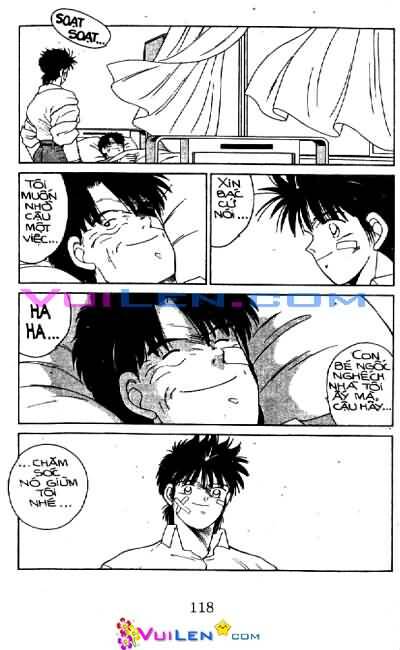 SOẠT
SOẠT...
TÔI
MUỐN
NHỜ
CẬU
MỘT
VIỆC...
XIN
BÁC
CỨ
NÓI...
VUILEN.COM
HA
HA...
CON
BÉ NGỐC
NGHẾCH
NHÀ TÔI
ẤY MÀ,
CẬU HÃY...
...CHĂM
SÓC
NÓ GIÙM
TÔI
NHÉ...
118
VUILEN.COM